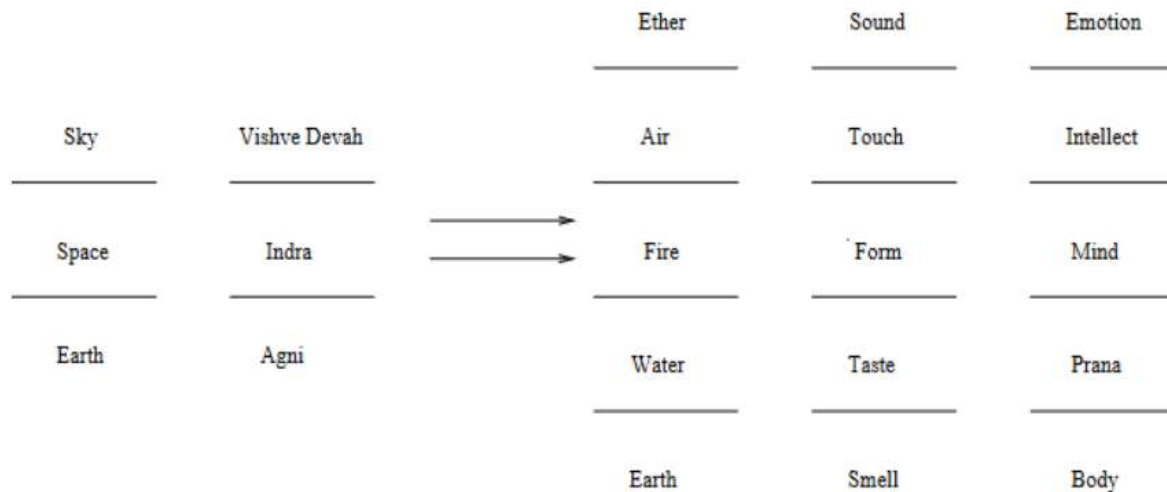 Ether Sound Emotion
Sky Vishve Devah Air Touch Intellect
Space Indra Fire Form Mind
Earth Agni Water Taste Prana
Earth Smell Body